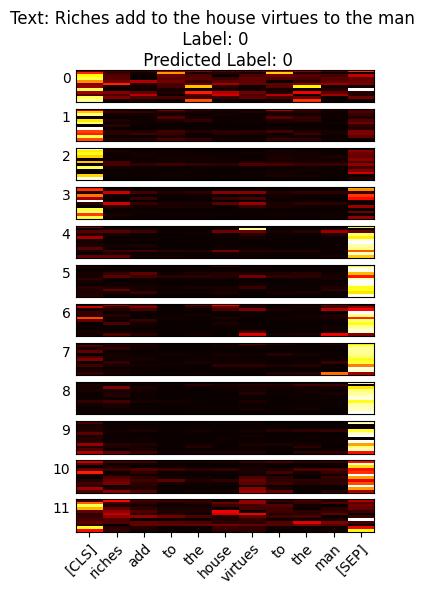 Text: Riches add to the house virtues to the man
Label: 0
Predicted Label: 0
0
1
2
3
4
5
6
7
8
9
10
11
[CLS]
riches
add
to
the
house
virtues
to
the
man
[SEP]